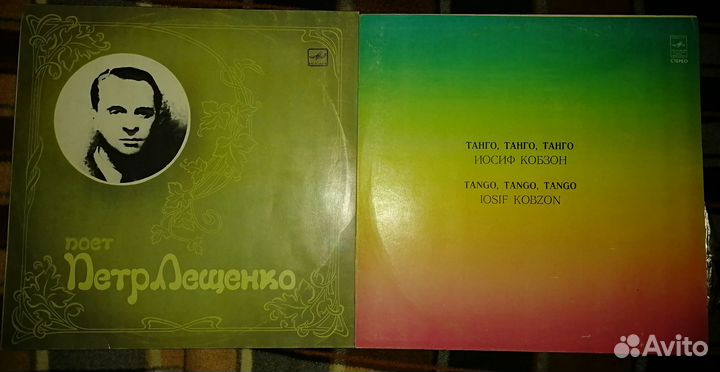 поет
Петр Лещенко
СТЕРЕО
ТАНГО, ТАНГО, ТАНГО
ИОСИФ КОБЗОН
TANGO, TANGO, TANGO
IOSIF KOBZON
Avito